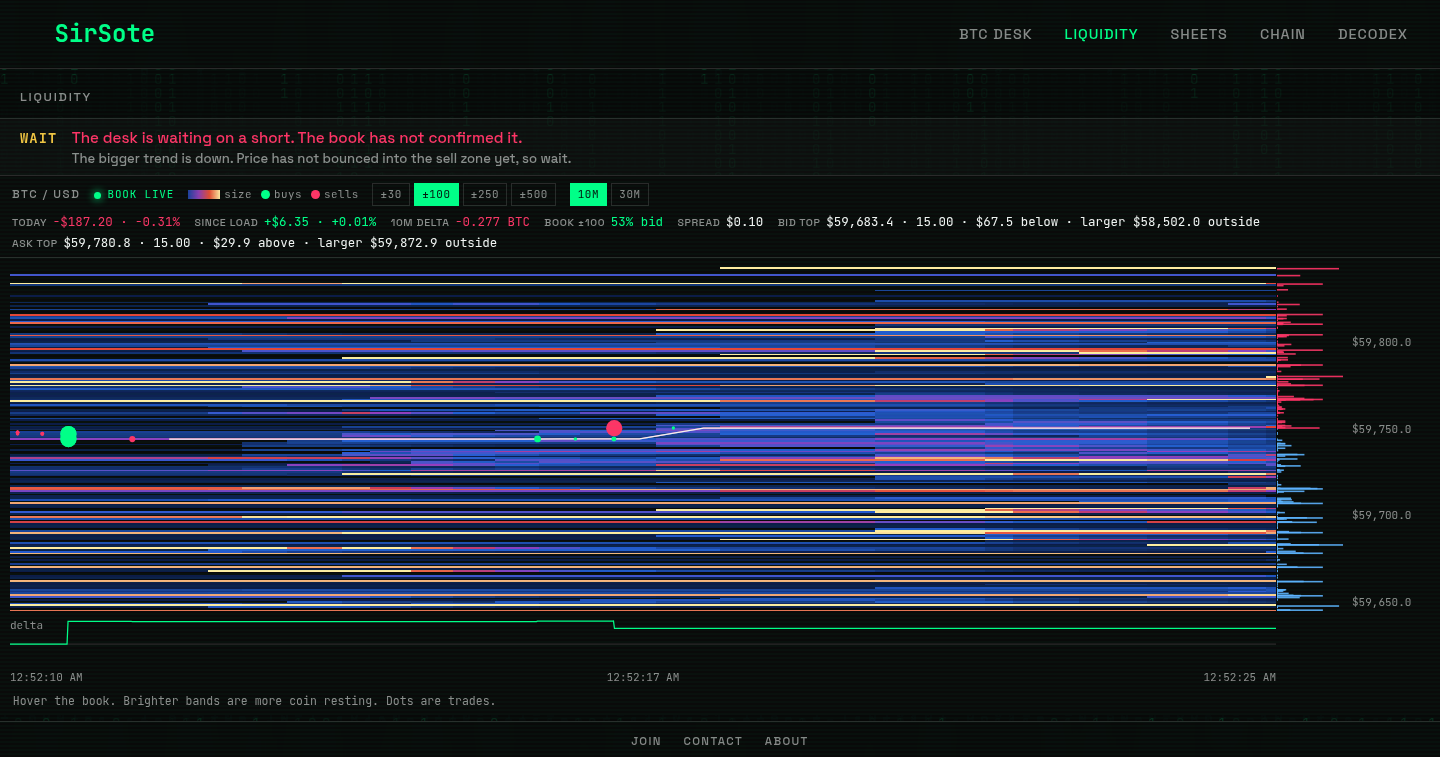 SirSote
BTC DESK LIQUIDITY SHEETS CHAIN DECODEX
LIQUIDITY
WAIT The desk is waiting on a short. The book has not confirmed it.
The bigger trend is down. Price has not bounced into the sell zone yet, so wait.
BTC / USD BOOK LIVE size buys sells ±30 ±100 ±250 ±500 10M 30M
TODAY -$187.20 · -0.31% SINCE LOAD +$6.35 · +0.01% 10M DELTA -0.277 BTC BOOK ±100 53% bid SPREAD $0.10 BID TOP $59,683.4 · 15.00 · $67.5 below · larger $58,502.0 outside
ASK TOP $59,780.8 · 15.00 · $29.9 above · larger $59,872.9 outside
$59,800.0
$59,750.0
$59,700.0
$59,650.0
delta
12:52:10 AM 12:52:17 AM 12:52:25 AM
Hover the book. Brighter bands are more coin resting. Dots are trades.
JOIN CONTACT ABOUT